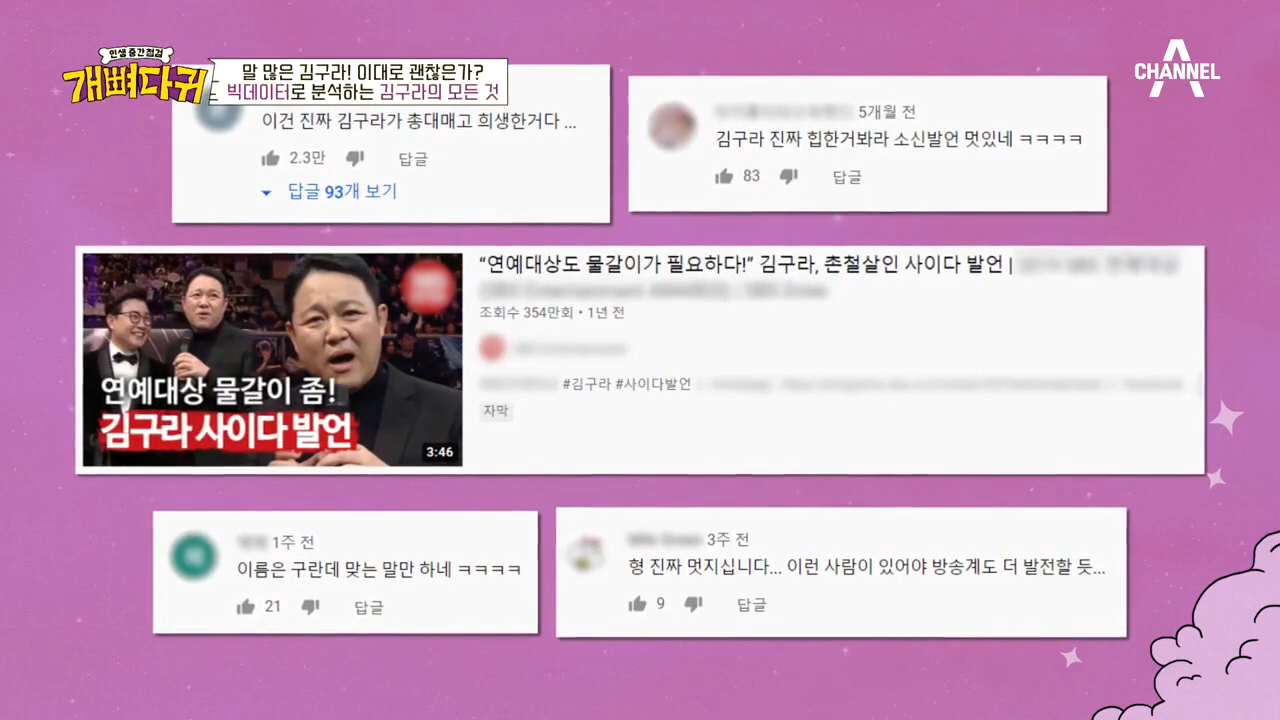 인생 중간점검
개뼈다귀
말 많은 김구라! 이대로 괜찮은가?
빅데이터로 분석하는 김구라의 모든 것
CHANNEL A
이건 진짜 김구라가 총대매고 희생한거다 ...
2.3만 답글
답글 93개 보기
5개월 전
김구라 진짜 힙한거봐라 소신발언 멋있네 ㅋㅋㅋㅋ
83 답글
“연예대상도 물갈이가 필요하다!” 김구라, 촌철살인 사이다 발언 |
조회수 354만회 • 1년 전
#김구라 #사이다발언
자막
연예대상 물갈이 좀!
김구라 사이다 발언
3:46
1주 전
이름은 구란데 맞는 말만 하네 ㅋㅋㅋㅋ
21 답글
3주 전
형 진짜 멋지십니다... 이런 사람이 있어야 방송계도 더 발전할 듯...
9 답글